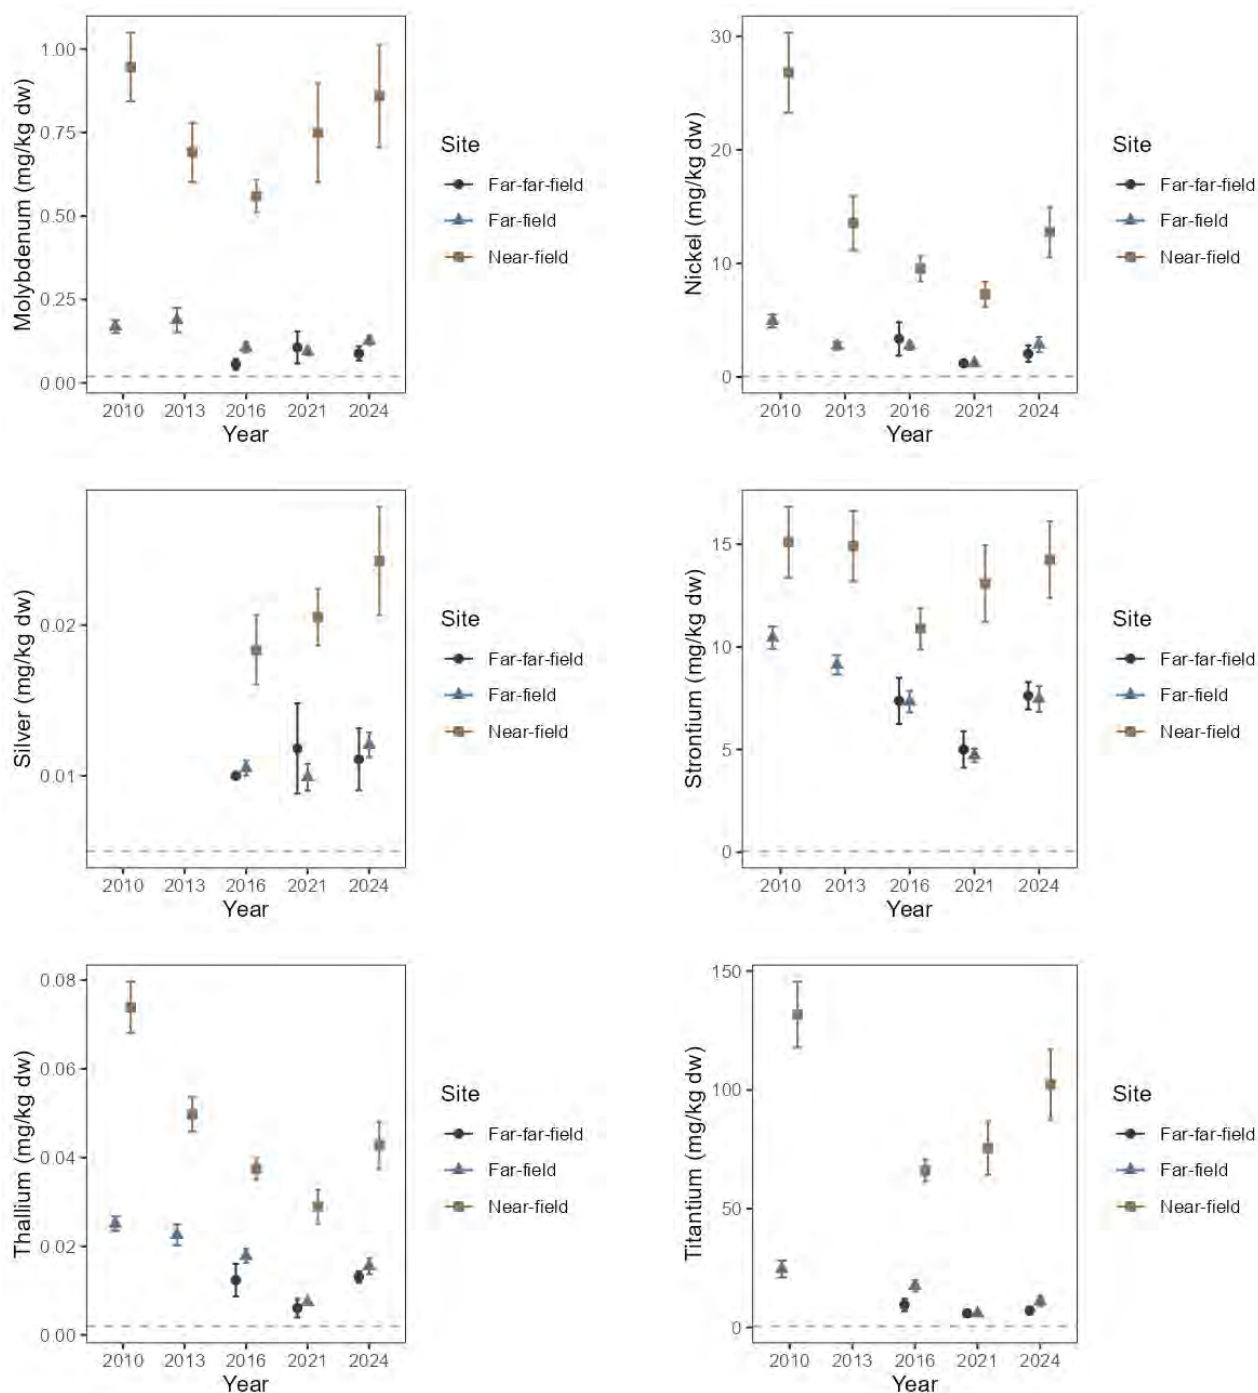 Molybdenum (mg/kg dw)
1.00
0.75
0.50
0.25
0.00
2010 2013 2016 2021 2024
Year
Site
Far-far-field
Far-field
Near-field
Nickel (mg/kg dw)
30
20
10
0
2010 2013 2016 2021 2024
Year
Site
Far-far-field
Far-field
Near-field
Silver (mg/kg dw)
0.02
0.01
2010 2013 2016 2021 2024
Year
Site
Far-far-field
Far-field
Near-field
Strontium (mg/kg dw)
15
10
5
0
2010 2013 2016 2021 2024
Year
Site
Far-far-field
Far-field
Near-field
Thallium (mg/kg dw)
0.08
0.06
0.04
0.02
0.00
2010 2013 2016 2021 2024
Year
Site
Far-far-field
Far-field
Near-field
Titantium (mg/kg dw)
150
100
50
0
2010 2013 2016 2021 2024
Year
Site
Far-far-field
Far-field
Near-field